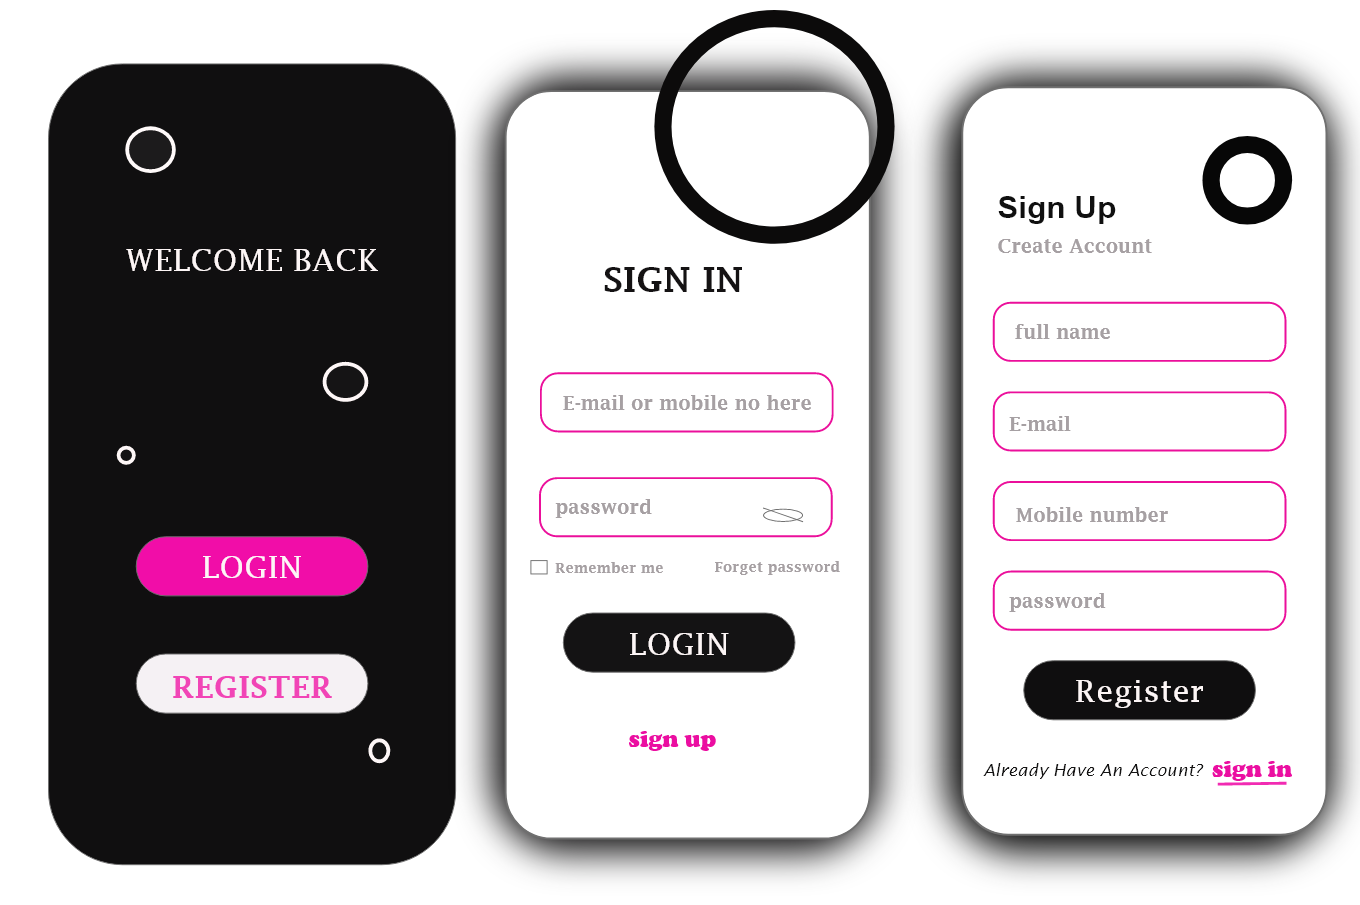 WELCOME BACK
LOGIN
REGISTER
SIGN IN
E-mail or mobile no here
password
Remember me
Forget password
LOGIN
sign up
Sign Up
Create Account
full name
E-mail
Mobile number
password
Register
Already Have An Account? sign in